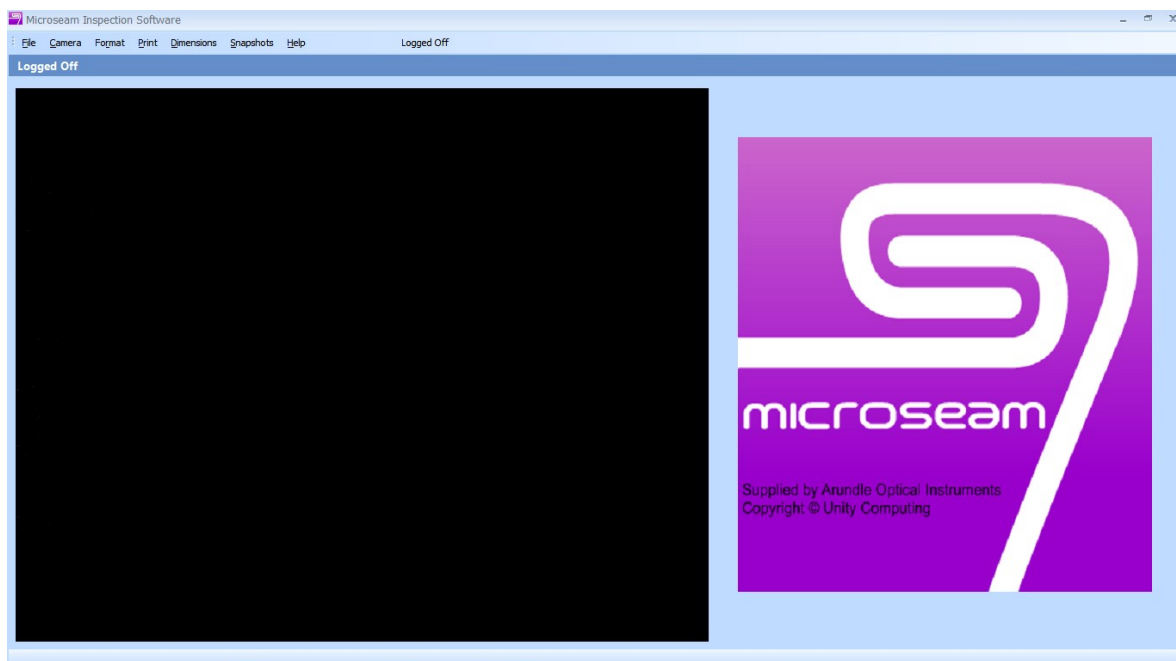 Microseam Inspection Software
File Camera Format Print Dimensions Snapshots Help Logged Off
Logged Off
microseam
Supplied by Arundle Optical Instruments
Copyright © Unity Computing